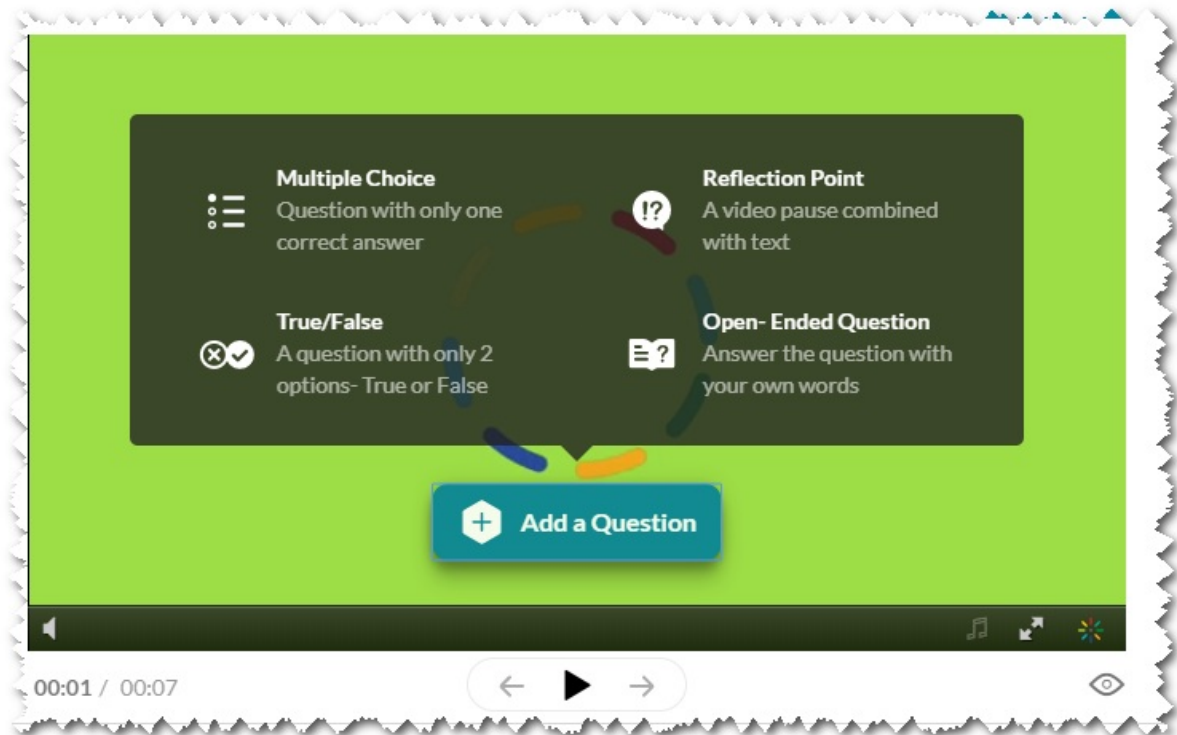 Multiple Choice
Question with only one
correct answer
Reflection Point
A video pause combined
with text
True/False
A question with only 2
options- True or False
Open- Ended Question
Answer the question with
your own words
Add a Question
00:01 / 00:07